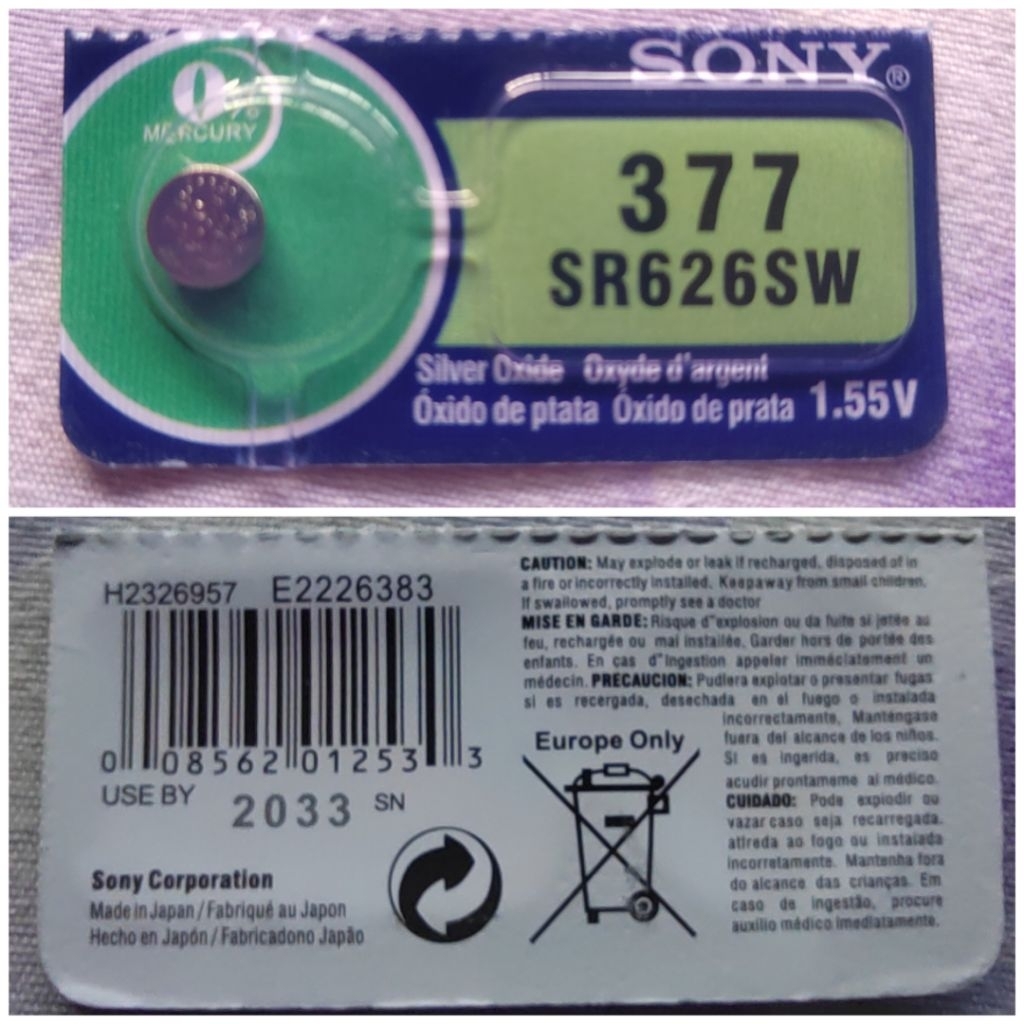 0%
MERCURY
SONY®
377
SR626SW
Silver Oxide Oxyde d'argent
Óxido de ptata Óxido de prata 1.55V
H2326957 E2226383
0 08562 01253 3
USE BY 2033 SN
Sony Corporation
Made in Japan / Fabriqué au Japon
Hecho en Japón / Fabricadono Japão
CAUTION: May explode or leak if recharged, disposed of in
a fire or incorrectly installed. Keepaway from small children.
If swallowed, promptly see a doctor
MISE EN GARDE: Risque d"explosion ou da fuite si jetée au
feu, rechargée ou mai installée. Garder hors de portée des
enfants. En cas d"Ingestion appeler imméclatement un
médecin. PRECAUCION: Pudlera explotar o presentar fugas
si es recergada, desechada en el fuego o instalada
incorrectamente, Manténgase
fuera del alcance de los niños.
Si es ingerida, es preciso
acudir prontameme al médico.
CUIDADO: Pode expiodir ou
vazar caso seja recarregada.
atireda ao fogo ou instalada
incorretamente. Mantenha fora
do alcance das crianças. Em
caso de ingestão, procure
auxílio médico imediatamente.
Europe Only